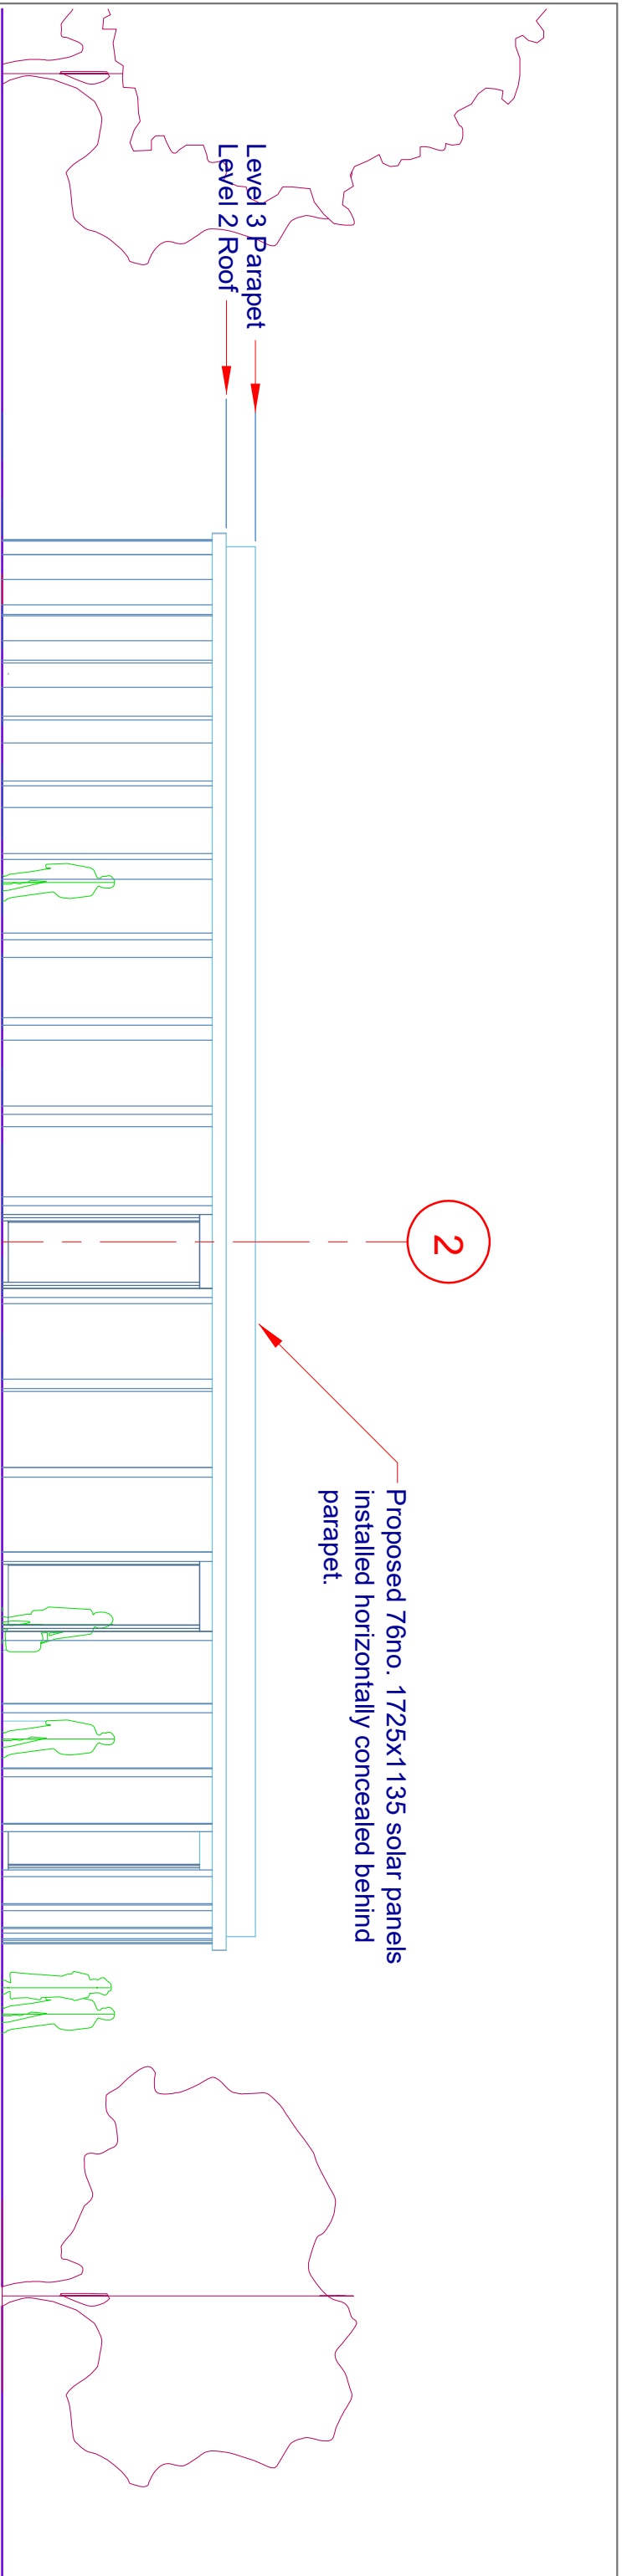 Level 3 Parapet
Level 2 Roof
2
Proposed 76no. 1725x1135 solar panels
installed horizontally concealed behind
parapet.